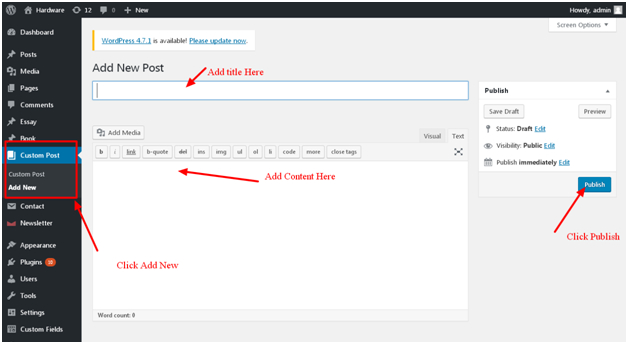 Hardware 12 0 New Howdy, admin
Screen Options
Dashboard
Posts
Media
Pages
Comments
Essay
Book
Custom Post
Custom Post
Add New
Contact
Newsletter
Appearance
Plugins
Users
Tools
Settings
Custom Fields
WordPress 4.7.1 is available! Please update now.
Add New Post
Add title Here
Add Media
Visual Text
b i link b-quote del ins img ul ol li code more close tags
Add Content Here
Click Add New
Word count: 0
Publish
Save Draft Preview
Status: Draft Edit
Visibility: Public Edit
Publish immediately Edit
Publish
Click Publish